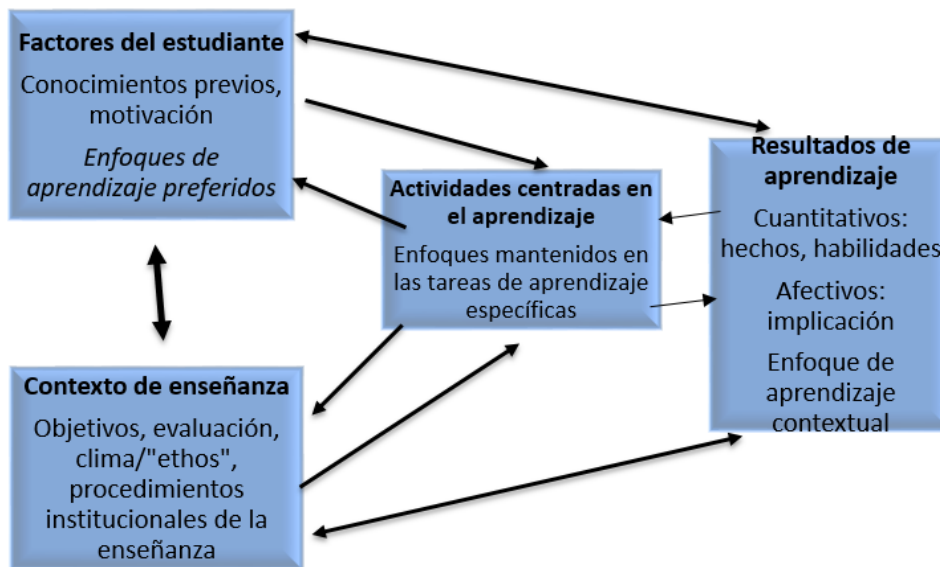 Factores del estudiante
Conocimientos previos,
motivación
Enfoques de
aprendizaje preferidos
Actividades centradas en
el aprendizaje
Enfoques mantenidos en
las tareas de aprendizaje
específicas
Resultados de
aprendizaje
Cuantitativos:
hechos, habilidades
Afectivos:
implicación
Enfoque de
aprendizaje
contextual
Contexto de enseñanza
Objetivos, evaluación,
clima/"ethos",
procedimientos
institucionales de la
enseñanza